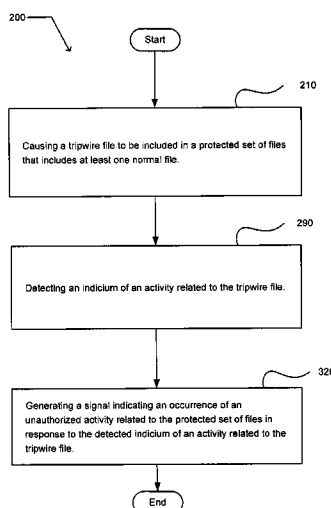 200
Start
210
Causing a tripwire file to be included in a protected set of files
that includes at least one normal file.
290
Detecting an indicium of an activity related to the tripwire file.
320
Generating a signal indicating an occurrence of an
unauthorized activity related to the protected set of files in
response to the detected indicium of an activity related to the
tripwire file.
End